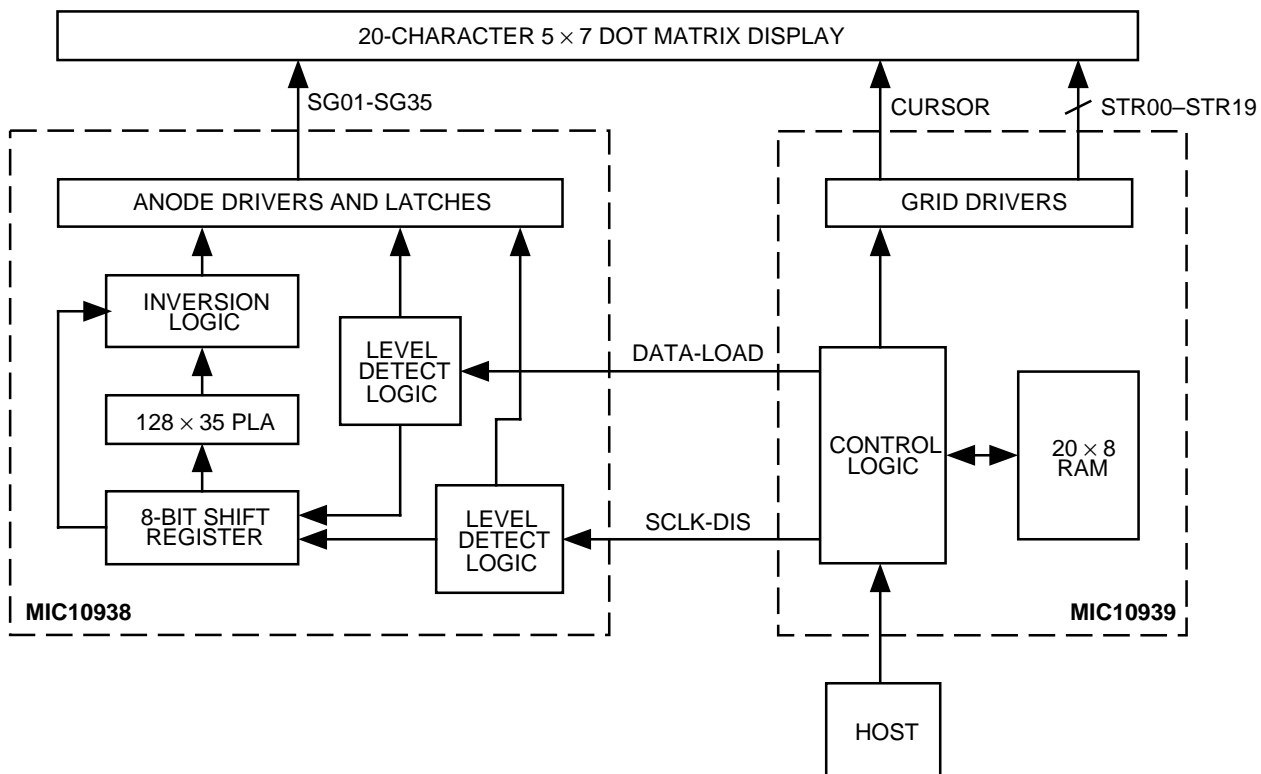 20-CHARACTER 5 × 7 DOT MATRIX DISPLAY
SG01-SG35
CURSOR
STR00–STR19
ANODE DRIVERS AND LATCHES
GRID DRIVERS
INVERSION
LOGIC
LEVEL
DETECT
LOGIC
DATA-LOAD
128 × 35 PLA
CONTROL
LOGIC
20 × 8
RAM
8-BIT SHIFT
REGISTER
LEVEL
DETECT
LOGIC
SCLK-DIS
MIC10938
MIC10939
HOST